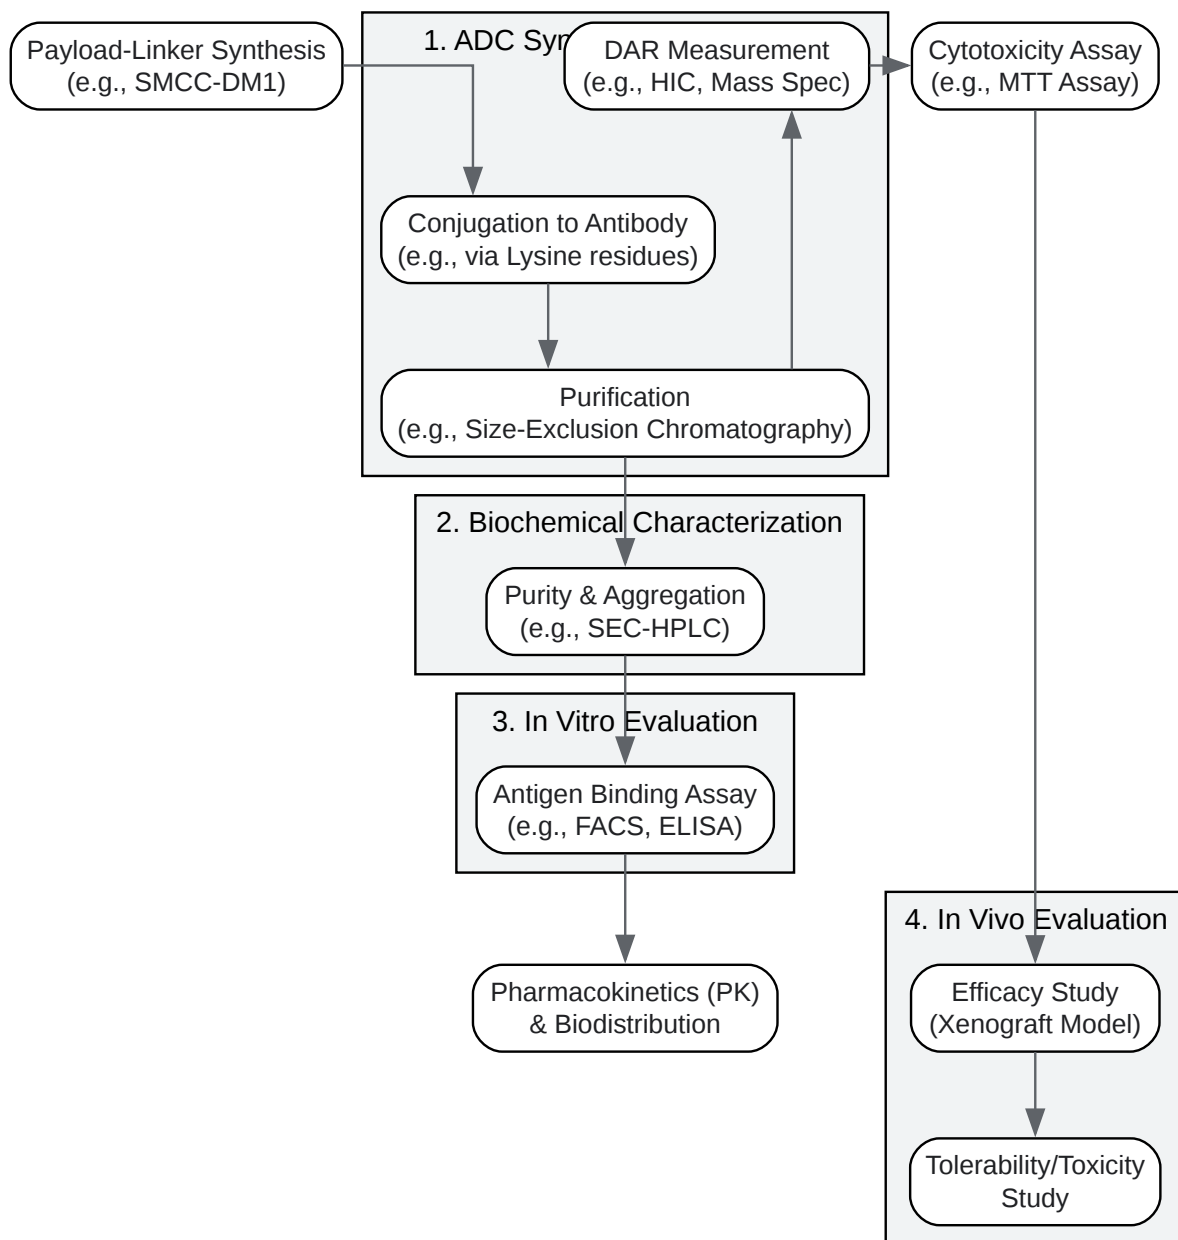 Payload-Linker Synthesis
(e.g., SMCC-DM1)
1. ADC Syn
DAR Measurement
(e.g., HIC, Mass Spec)
Cytotoxicity Assay
(e.g., MTT Assay)
Conjugation to Antibody
(e.g., via Lysine residues)
Purification
(e.g., Size-Exclusion Chromatography)
2. Biochemical Characterization
Purity & Aggregation
(e.g., SEC-HPLC)
3. In Vitro Evaluation
Antigen Binding Assay
(e.g., FACS, ELISA)
4. In Vivo Evaluation
Pharmacokinetics (PK)
& Biodistribution
Efficacy Study
(Xenograft Model)
Tolerability/Toxicity
Study